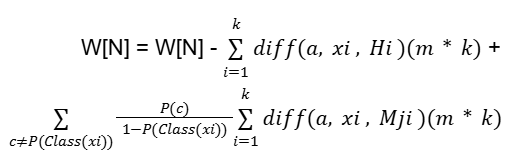 k
W[N] = W[N] - ∑ diff(a, xi , Hi )(m * k) +
i=1
k
∑ P(c)/1−P(Class(xi)) ∑ diff(a, xi , Mji )(m * k)
c≠P(Class(xi)) i=1